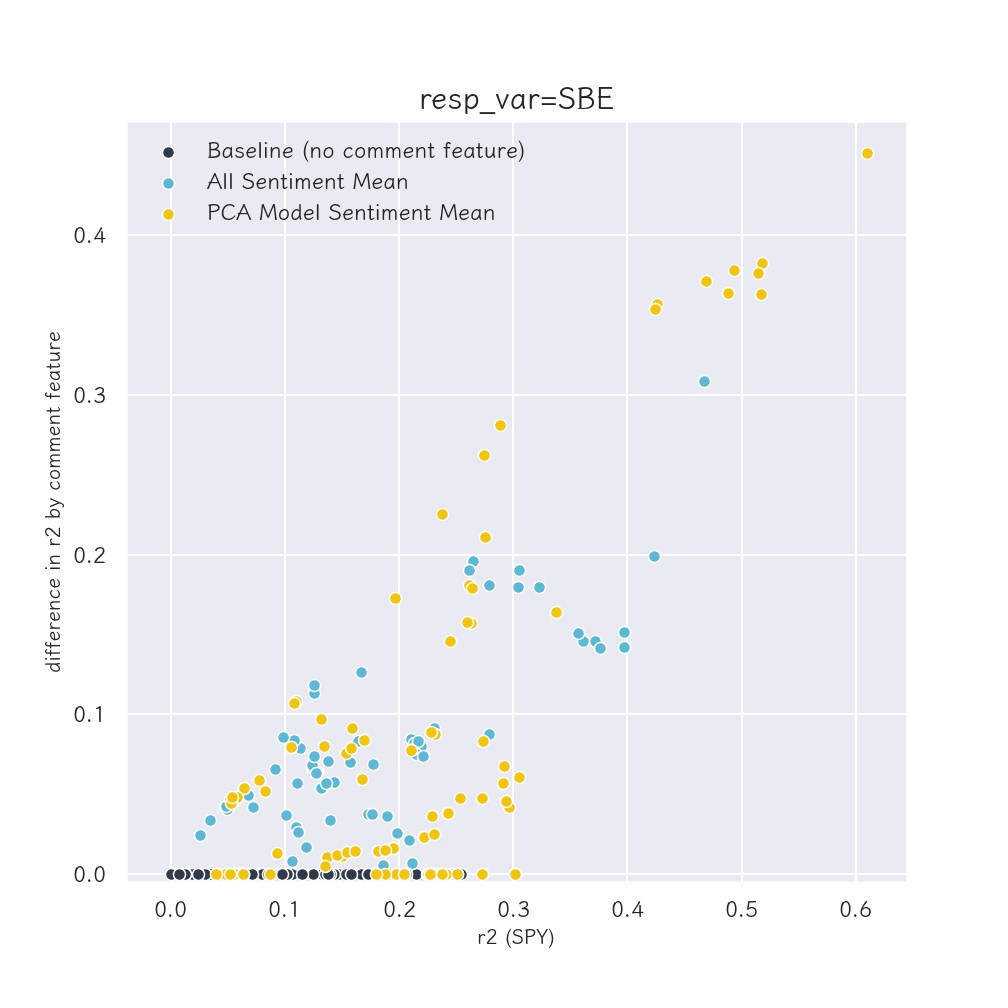 resp_var=SBE
Baseline (no comment feature)
All Sentiment Mean
PCA Model Sentiment Mean
difference in r2 by comment feature
0.4
0.3
0.2
0.1
0.0
0.0 0.1 0.2 0.3 0.4 0.5 0.6
r2 (SPY)